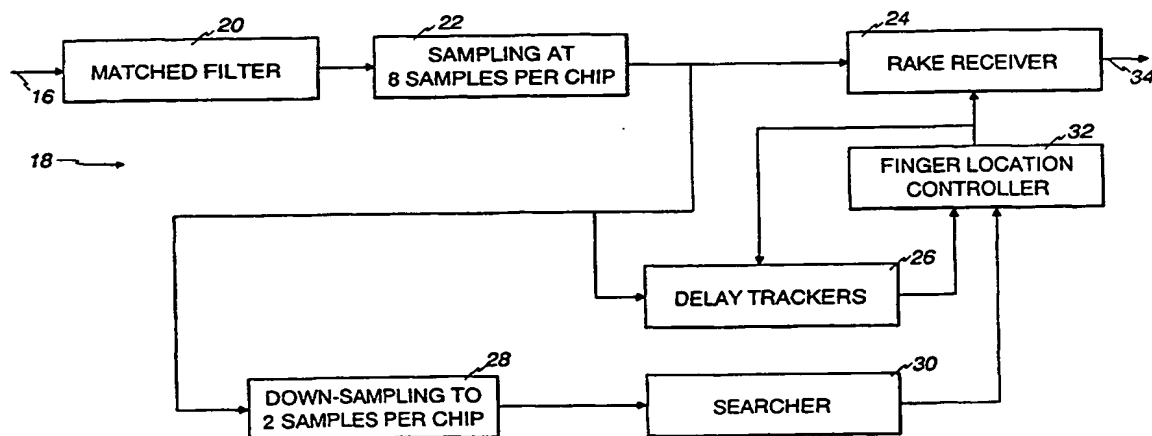 20
MATCHED FILTER
22
SAMPLING AT
8 SAMPLES PER CHIP
24
RAKE RECEIVER
16
34
18
32
FINGER LOCATION
CONTROLLER
26
DELAY TRACKERS
28
DOWN-SAMPLING TO
2 SAMPLES PER CHIP
30
SEARCHER